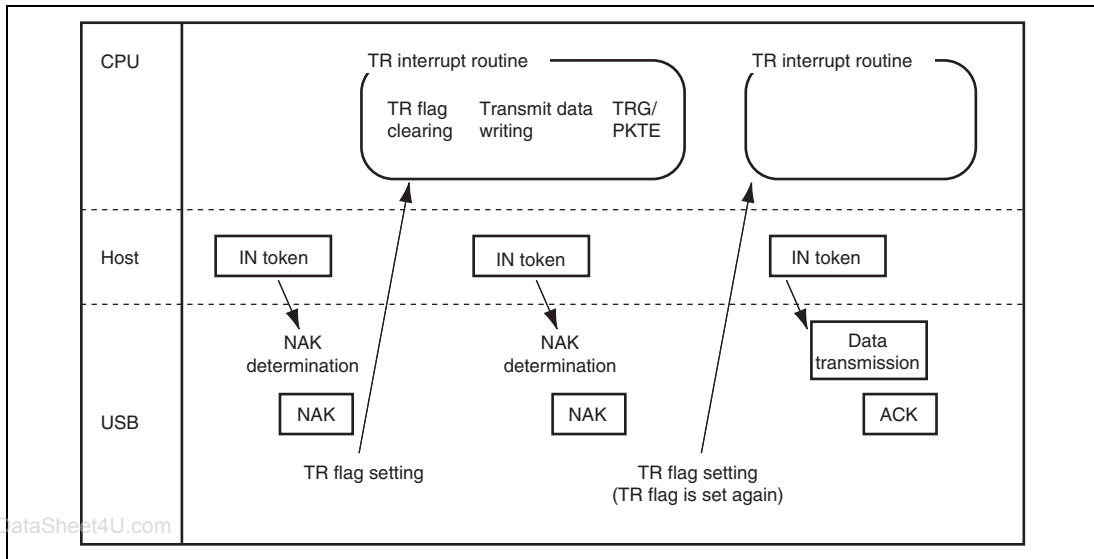 CPU
TR interrupt routine
TR flag
clearing
Transmit data
writing
TRG/
PKTE
TR interrupt routine
Host
IN token
IN token
IN token
USB
NAK
determination
NAK
TR flag setting
NAK
determination
NAK
TR flag setting
(TR flag is set again)
Data
transmission
ACK
DataSheet4U.com